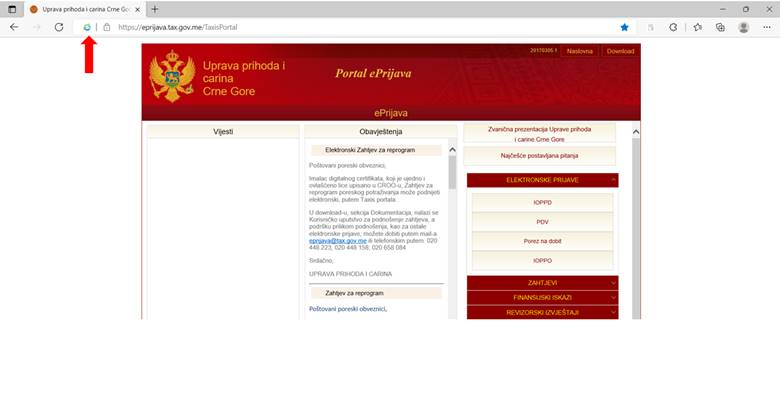 Uprava prihoda i carina Crne Go
https://eprijava.tax.gov.me/TaxisPortal
20170305 1 Naslovna Download
Uprava prihoda i
carina
Crne Gore
Portal ePrijava
ePrijava
Vijesti
Obavještenja
Elektronski Zahtjev za reprogram
Poštovani poreski obveznici,
Imalac digitalnog certifikata, koji je ujedno i
ovlašćeno lice upisano u CROO-u, Zahtjev za
reprogram poreskog potraživanja može podnijeti
elektronski, putem Taxis portala.
U download-u, sekcija Dokumentacija, nalazi se
Korisničko uputstvo za podnošenje zahtjeva, a
podršku prilikom podnošenja, kao za ostale
elektronske prijave, možete dobiti putem mail-a
eprijava@tax.gov.me ili telefonskim putem: 020
448 223; 020 448 158; 020 658 084
Srdačno,
UPRAVA PRIHODA I CARINA
Zahtjev za reprogram
Poštovani poreski obveznici,
Zvanična prezentacija Uprave prihoda
i carine Crne Gore
Najčešće postavljana pitanja
ELEKTRONSKE PRIJAVE
IOPPD
PDV
Porez na dobit
IOPPO
ZAHTJEVI
FINANSIJSKI ISKAZI
REVIZORSKI IZVJEŠTAJI